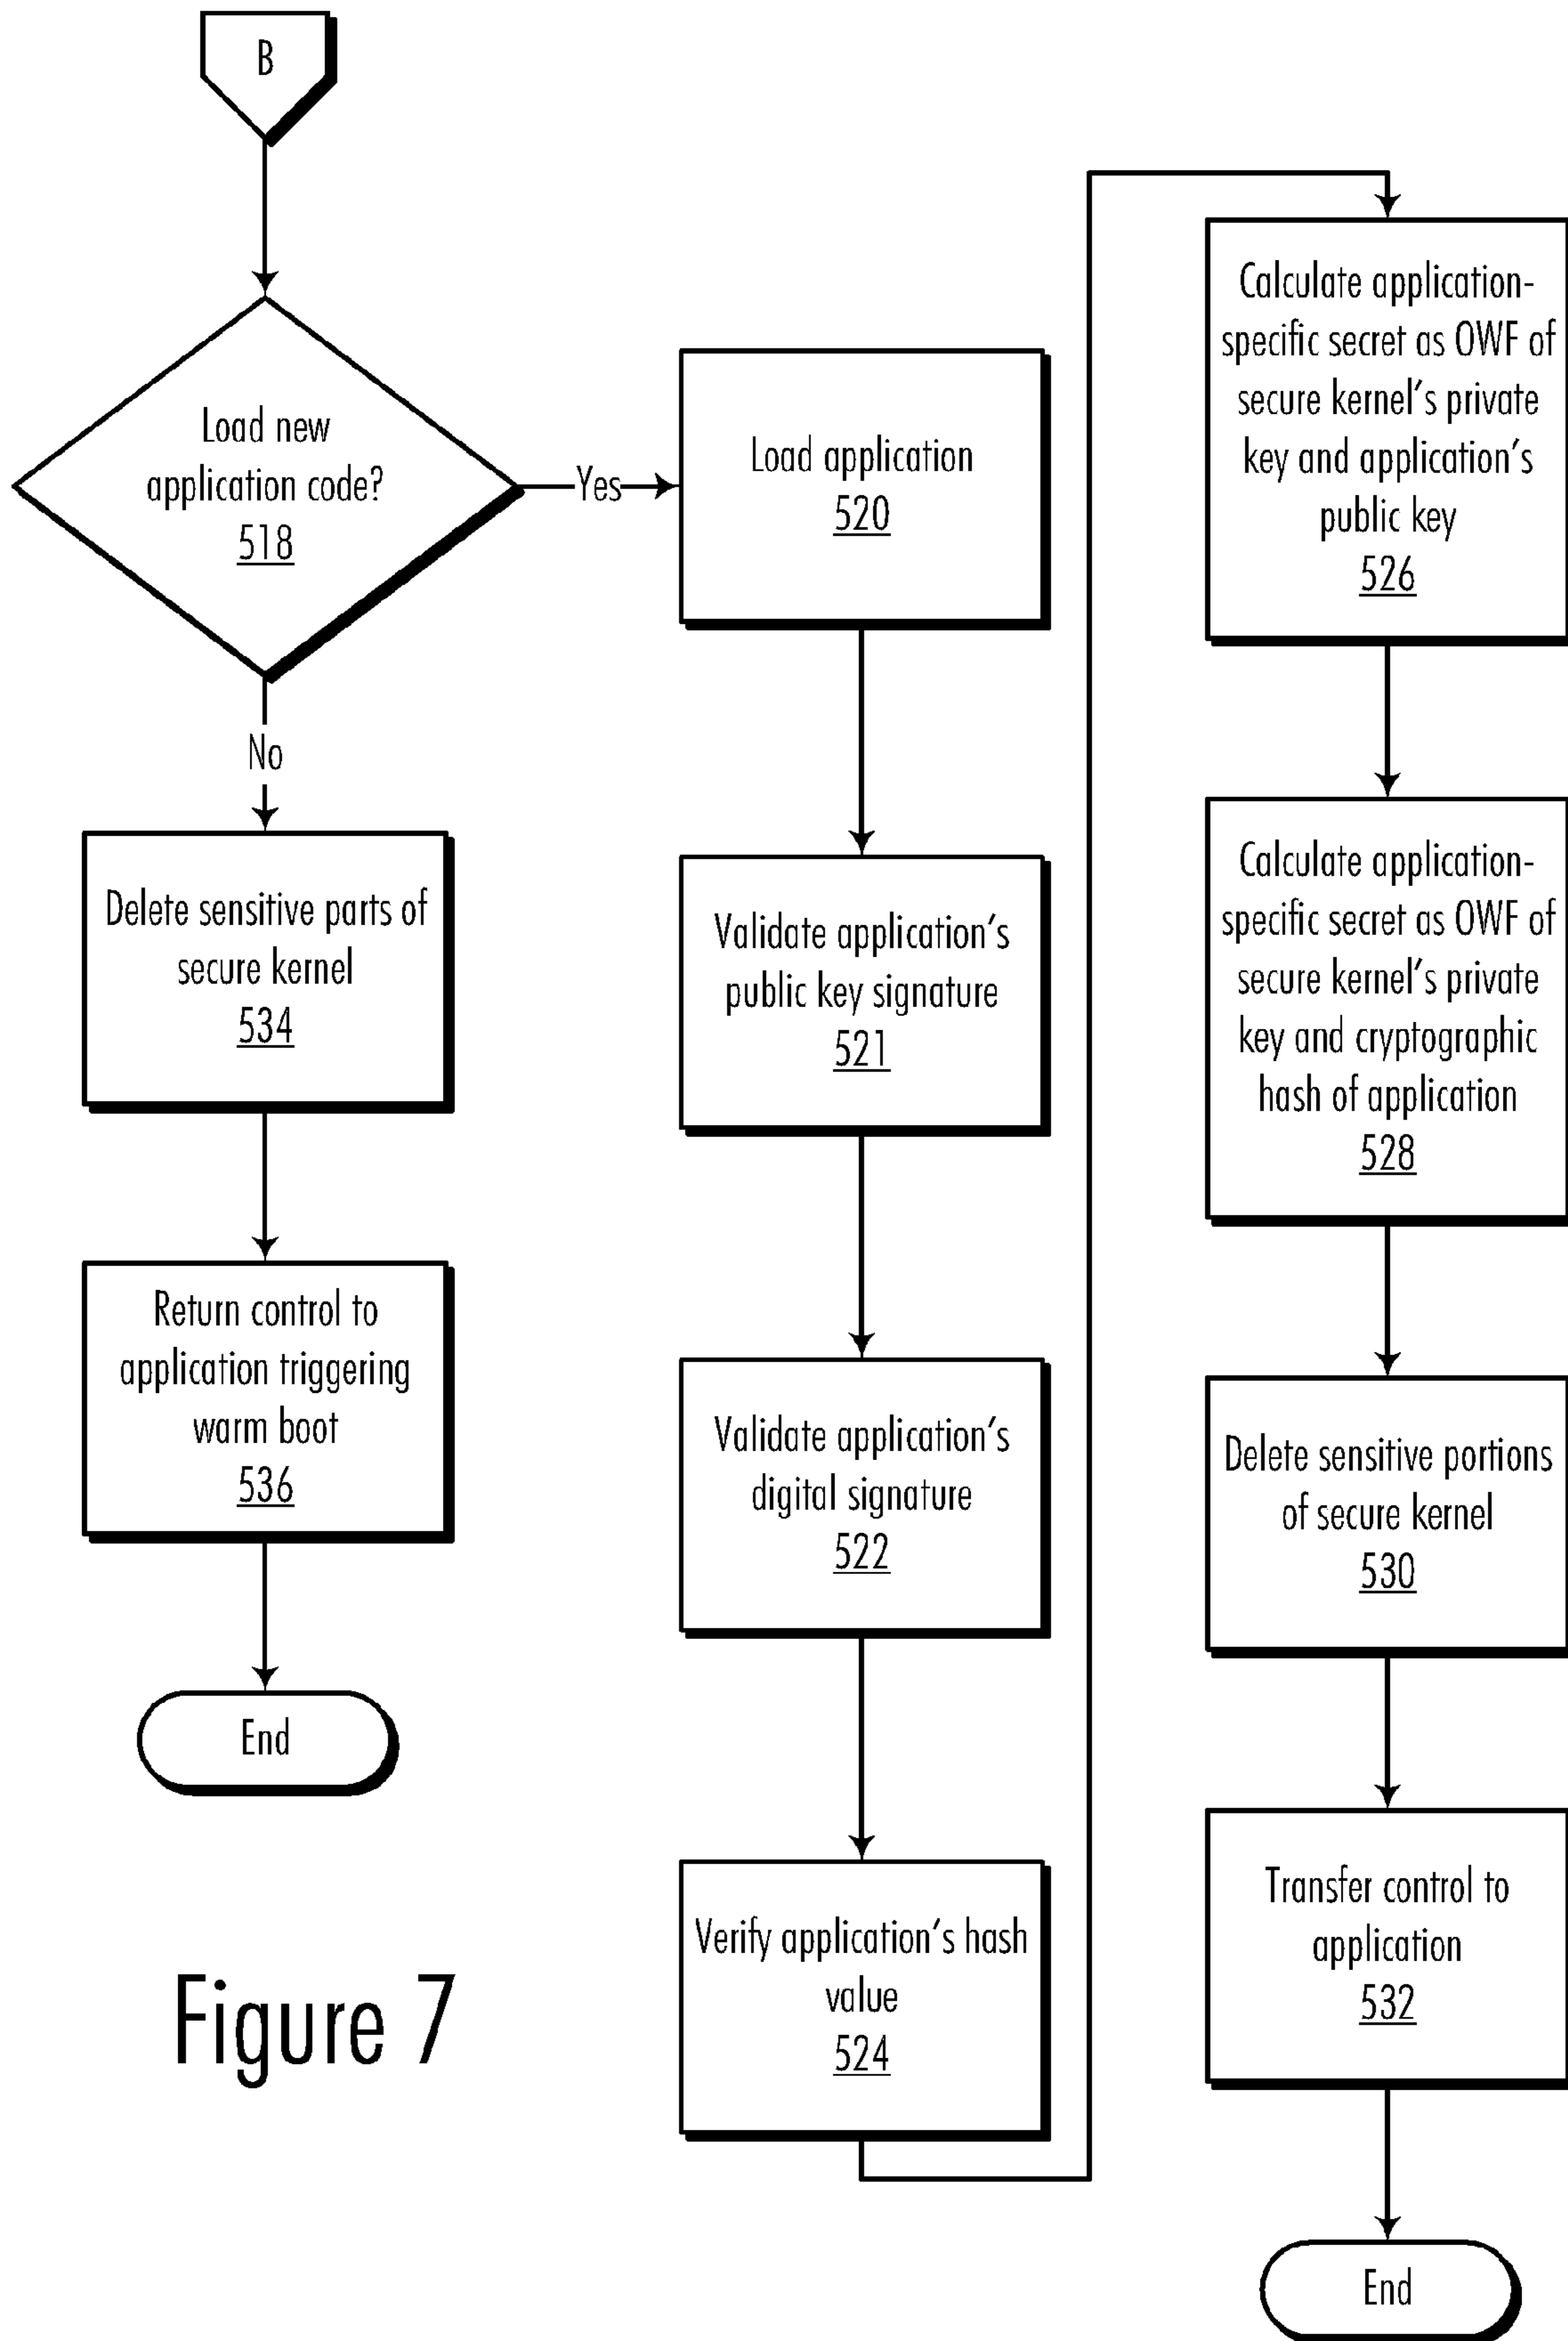 B
Load new
application code?
518
Yes
No
Delete sensitive parts of
secure kernel
534
Return control to
application triggering
warm boot
536
End
Load application
520
Validate application's
public key signature
521
Validate application's
digital signature
522
Verify application's hash
value
524
Calculate application-
specific secret as OWF of
secure kernel's private
key and application's
public key
526
Calculate application-
specific secret as OWF of
secure kernel's private
key and cryptographic
hash of application
528
Delete sensitive portions
of secure kernel
530
Transfer control to
application
532
End
Figure 7